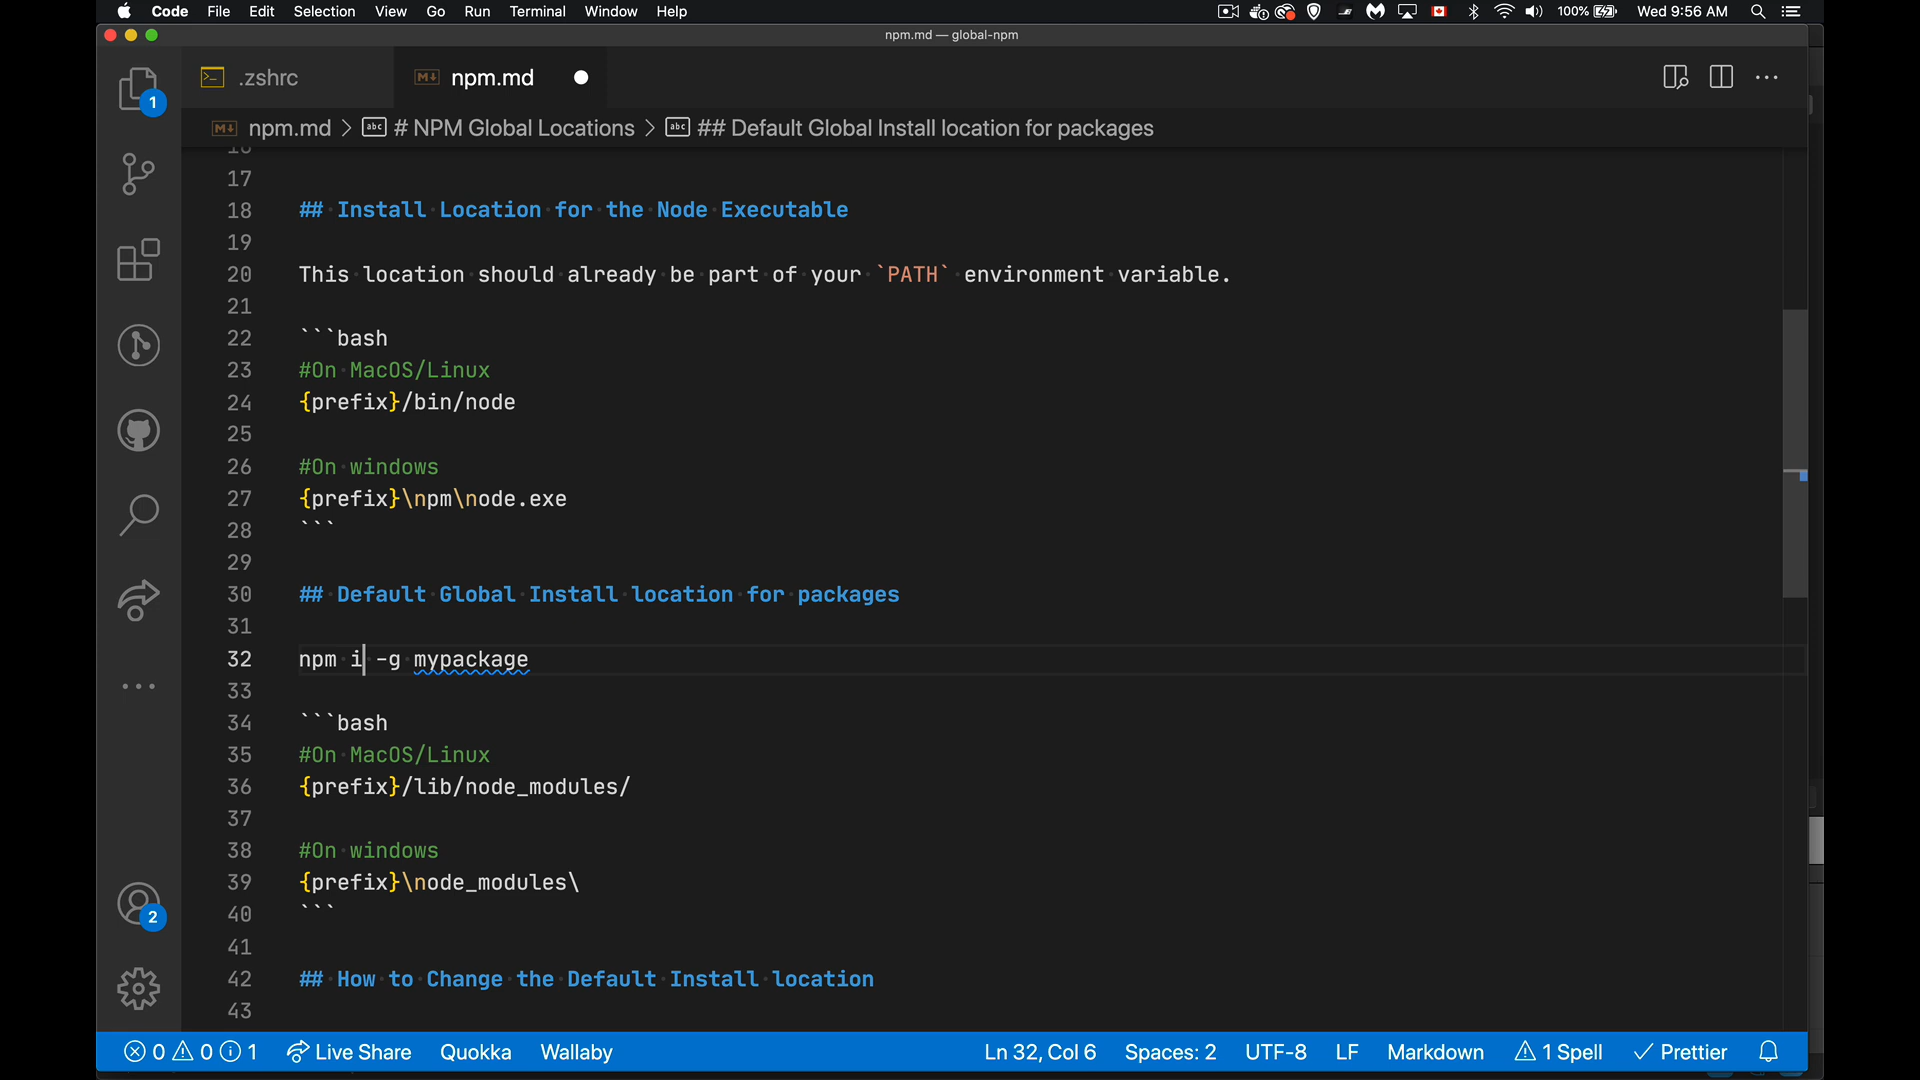 Code File Edit Selection View Go Run Terminal Window Help 100% Wed 9:56 AM
npm.md — global-npm
.zshrc npm.md
npm.md > # NPM Global Locations > ## Default Global Install location for packages
1
16
17
18 ## Install Location for the Node Executable
19
20 This location should already be part of your `PATH` environment variable.
21
22 ```bash
23 #On MacOS/Linux
24 {prefix}/bin/node
25
26 #On windows
27 {prefix}\npm\node.exe
28 ```
29
30 ## Default Global Install location for packages
31
32 npm i -g mypackage
33
34 ```bash
35 #On MacOS/Linux
36 {prefix}/lib/node_modules/
37
38 #On windows
39 {prefix}\node_modules\
40 ```
2
41
42 ## How to Change the Default Install location
43
0 0 1 Live Share Quokka Wallaby Ln 32, Col 6 Spaces: 2 UTF-8 LF Markdown 1 Spell Prettier